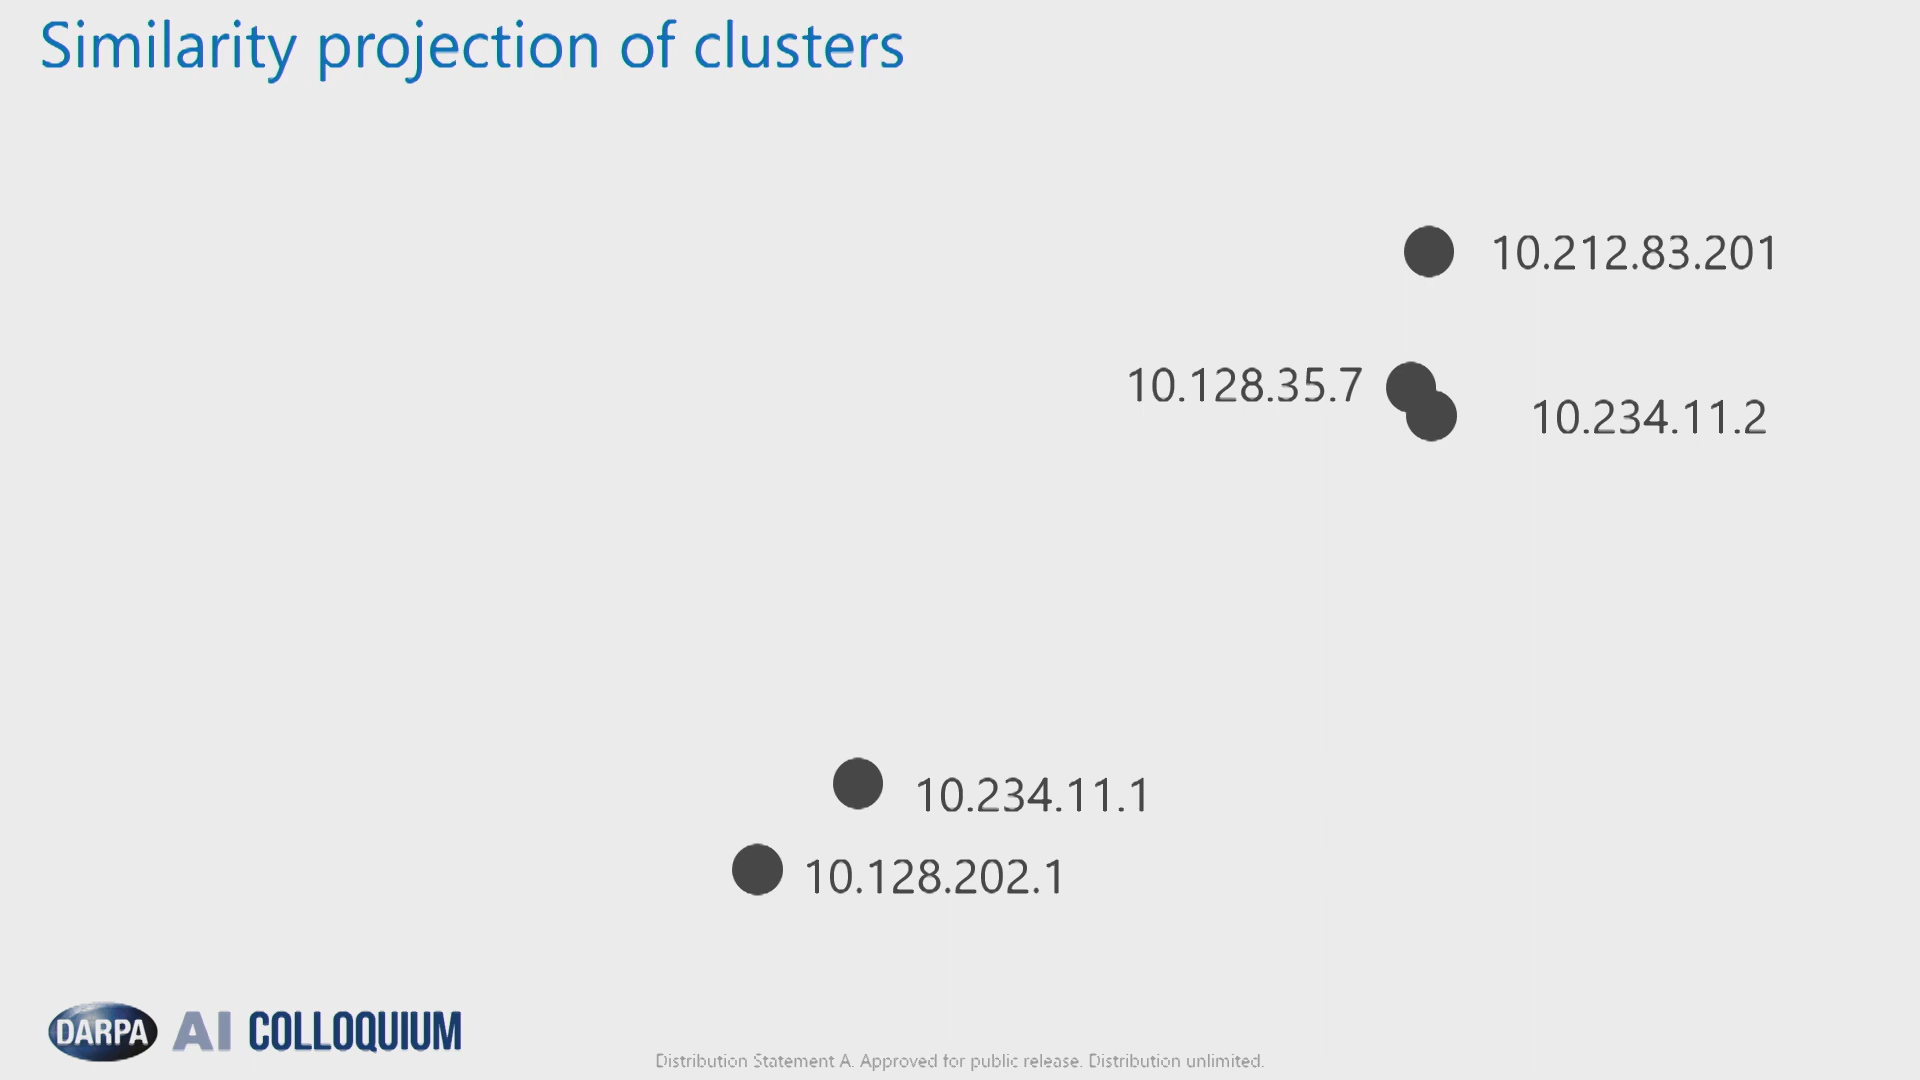 Similarity projection of clusters
10.212.83.201
10.128.35.7
10.234.11.2
10.234.11.1
10.128.202.1
DARPA AI COLLOQUIUM
Distribution Statement A. Approved for public release. Distribution unlimited.